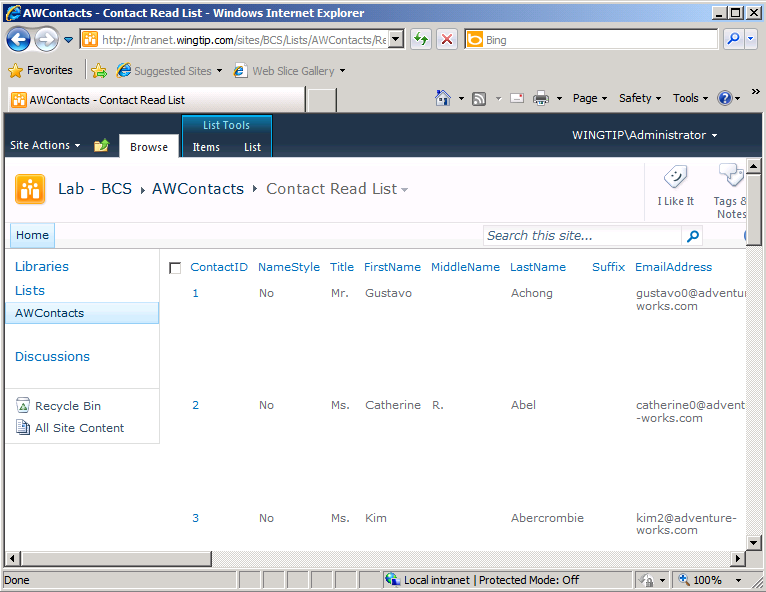 AWContacts - Contact Read List - Windows Internet Explorer
http://intranet.wingtip.com/sites/BCS/Lists/AWContacts/Re
Bing
Favorites Suggested Sites Web Slice Gallery
AWContacts - Contact Read List
Page Safety Tools
List Tools
Site Actions Browse Items List WINGTIP\Administrator
Lab - BCS AWContacts Contact Read List
I Like It Tags &
Notes
Home Search this site...
Libraries
Lists
AWContacts
Discussions
Recycle Bin
All Site Content
ContactID NameStyle Title FirstName MiddleName LastName Suffix EmailAddress
1 No Mr. Gustavo Achong gustavo0@adventu
works.com
2 No Ms. Catherine R. Abel catherine0@advent
-works.com
3 No Ms. Kim Abercrombie kim2@adventure-
works.com
Done Local intranet | Protected Mode: Off 100%